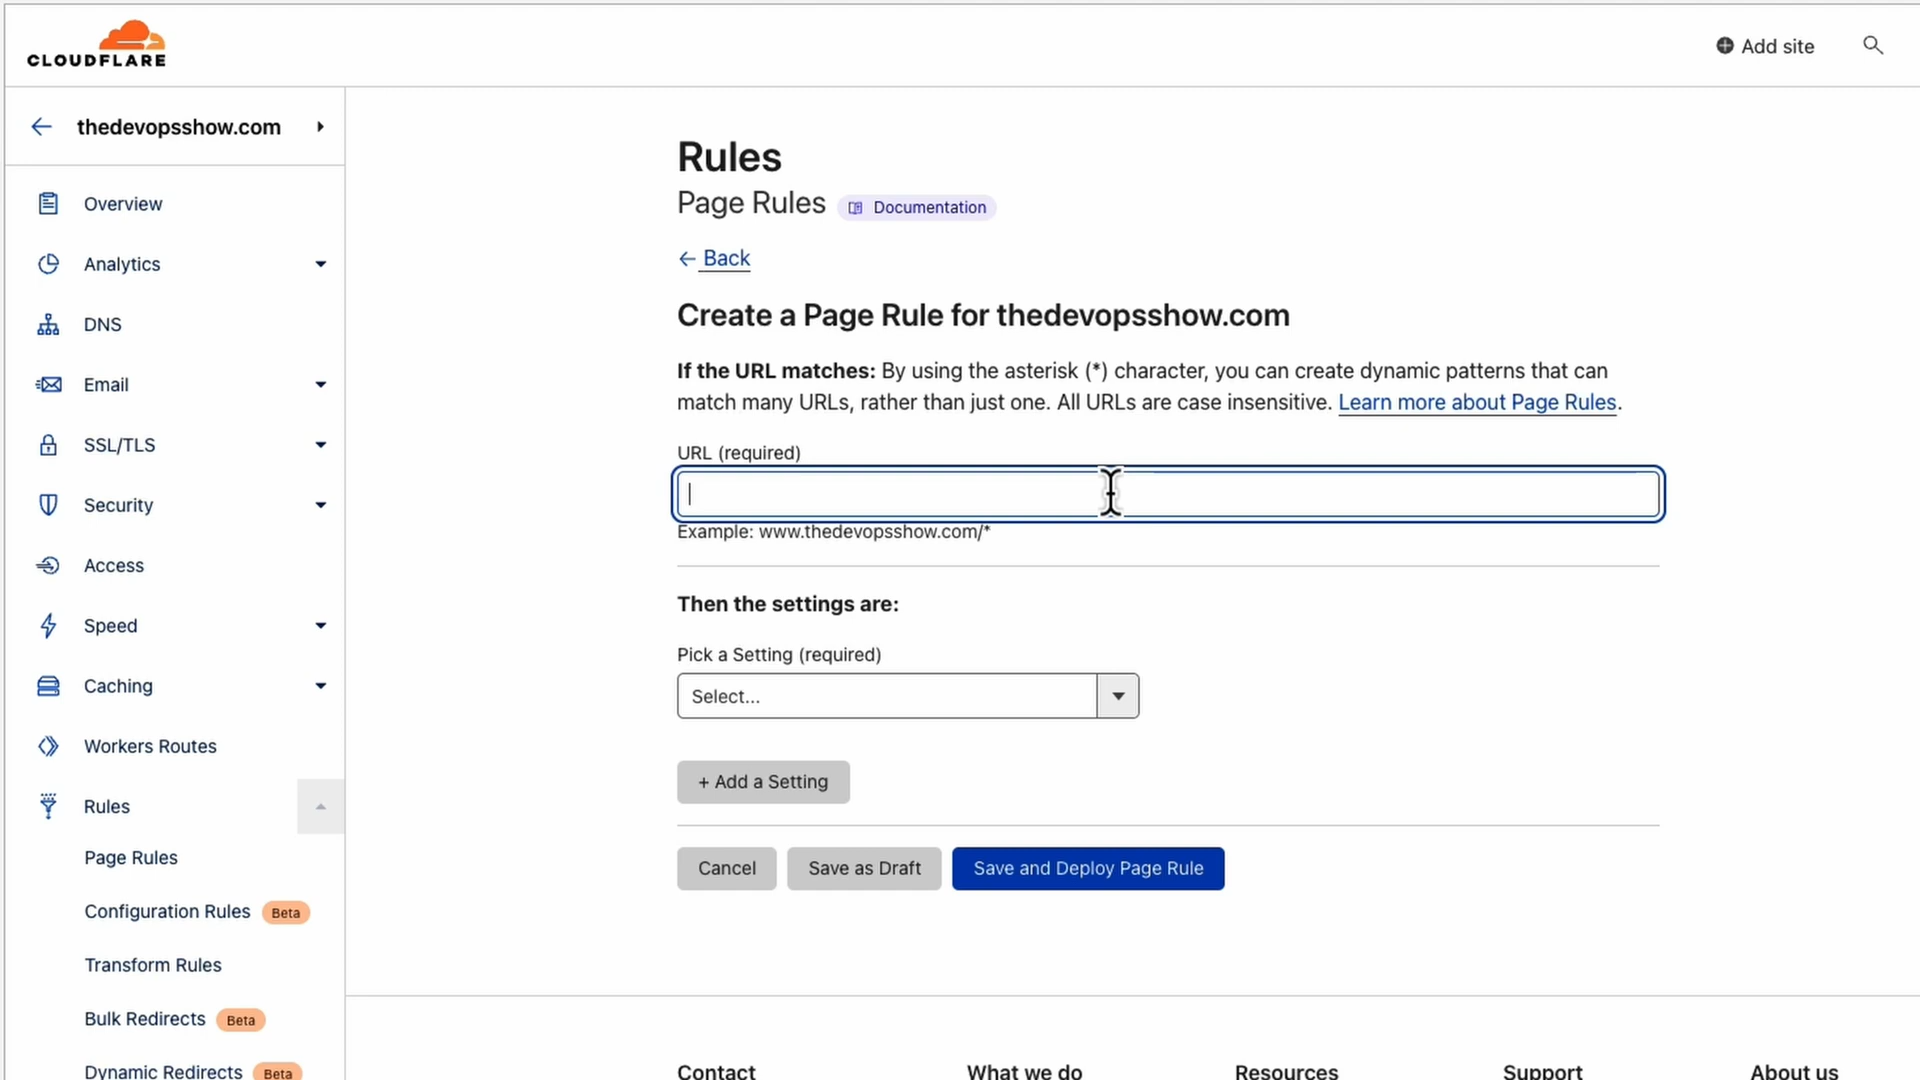 CLOUDFLARE
Add site
thedevopsshow.com
Overview
Analytics
DNS
Email
SSL/TLS
Security
Access
Speed
Caching
Workers Routes
Rules
Page Rules
Configuration Rules Beta
Transform Rules
Bulk Redirects Beta
Dynamic Redirects Beta
Rules
Page Rules Documentation
← Back
Create a Page Rule for thedevopsshow.com
If the URL matches: By using the asterisk (*) character, you can create dynamic patterns that can
match many URLs, rather than just one. All URLs are case insensitive. Learn more about Page Rules.
URL (required)
Example: www.thedevopsshow.com/*
Then the settings are:
Pick a Setting (required)
Select...
+ Add a Setting
Cancel Save as Draft Save and Deploy Page Rule
Contact What we do Resources Support About us